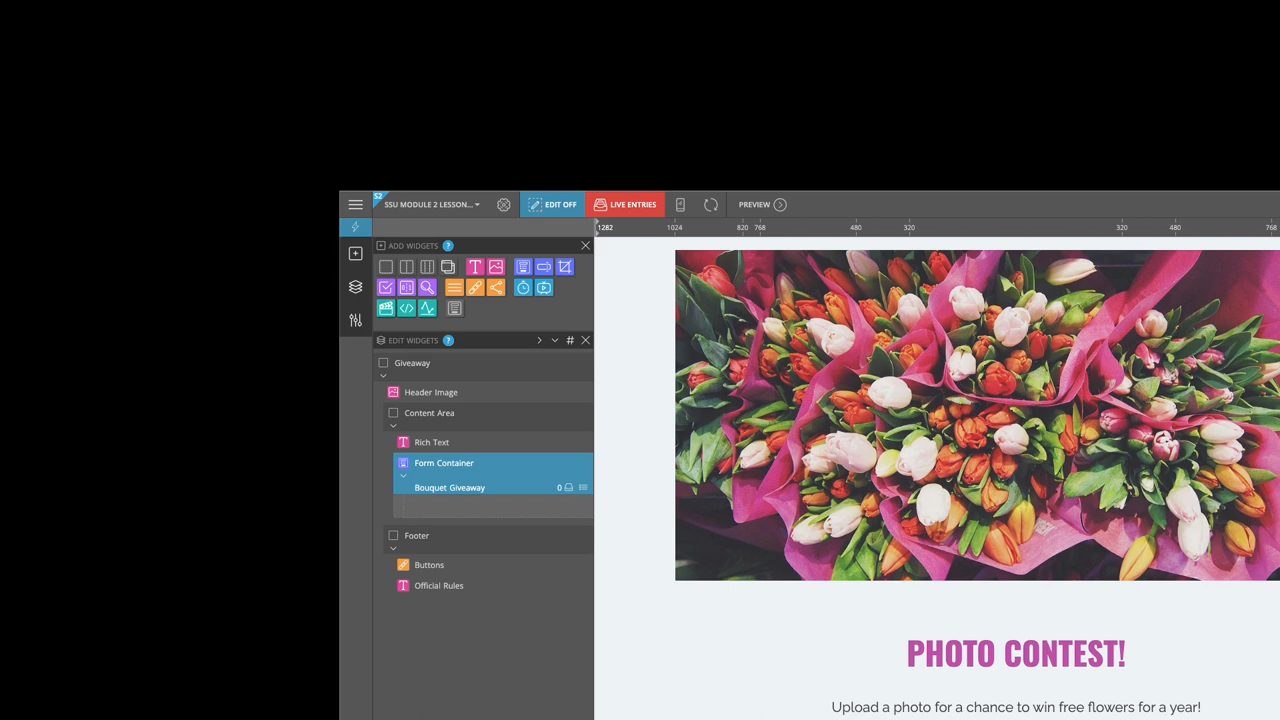 S2
SSU MODULE 2 LESSON...
EDIT OFF
LIVE ENTRIES
PREVIEW
1282 1024 820 768 480 320 320 480 768
ADD WIDGETS ?
EDIT WIDGETS ? #
Giveaway
Header Image
Content Area
Rich Text
Form Container
Bouquet Giveaway 0
Footer
Buttons
Official Rules
PHOTO CONTEST!
Upload a photo for a chance to win free flowers for a year!